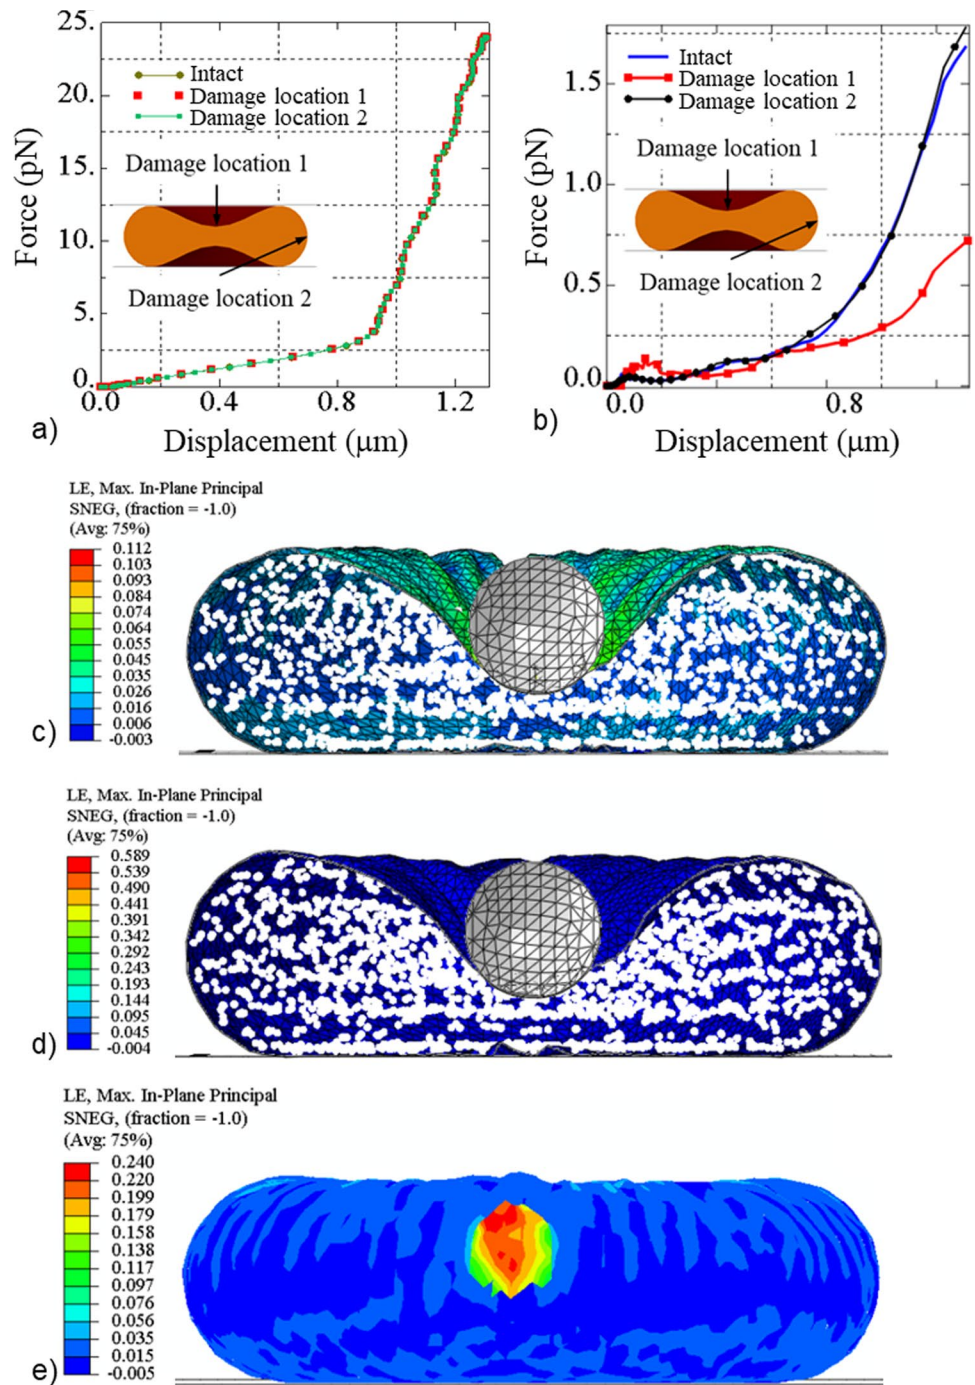 25.
20.
15.
10.
5.
0.
0.0
0.4
0.8
1.2
Force (pN)
Displacement (μm)
Intact
Damage location 1
Damage location 2
Damage location 1
Damage location 2
a)
1.5
1.0
0.5
0.0
0.0
0.8
Force (pN)
Displacement (μm)
Intact
Damage location 1
Damage location 2
Damage location 1
Damage location 2
b)
LE, Max. In-Plane Principal
SNEG, (fraction = -1.0)
(Avg: 75%)
0.112
0.103
0.093
0.084
0.074
0.064
0.055
0.045
0.035
0.026
0.016
0.006
-0.003
c)
LE, Max. In-Plane Principal
SNEG, (fraction = -1.0)
(Avg: 75%)
0.589
0.539
0.490
0.441
0.391
0.342
0.292
0.243
0.193
0.144
0.095
0.045
-0.004
d)
LE, Max. In-Plane Principal
SNEG, (fraction = -1.0)
(Avg: 75%)
0.240
0.220
0.199
0.179
0.158
0.138
0.117
0.097
0.076
0.056
0.035
0.015
-0.005
e)